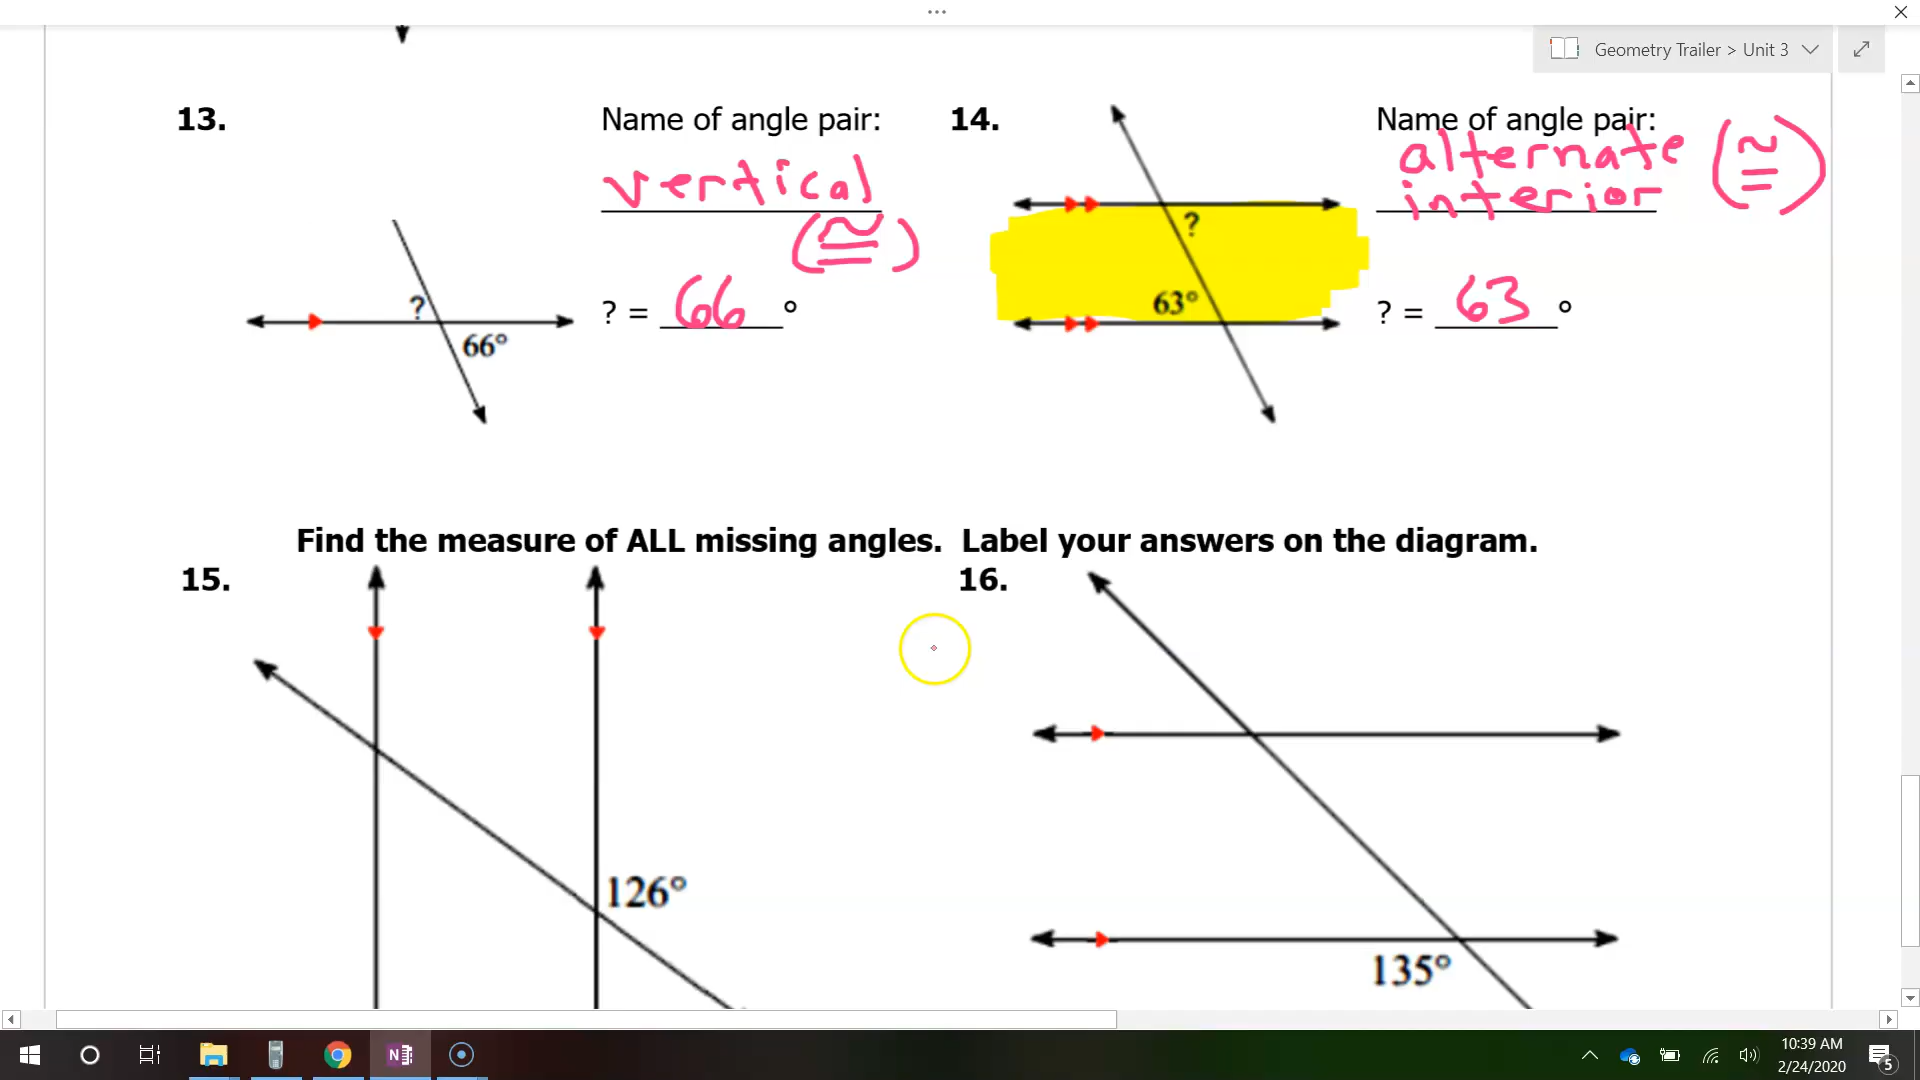 Geometry Trailer > Unit 3
13.
Name of angle pair:
vertical
(≅)
?
66°
? = 66°
14.
Name of angle pair:
alternate
interior (≅)
?
63°
? = 63°
Find the measure of ALL missing angles. Label your answers on the diagram.
15.
126°
16.
135°
10:39 AM
2/24/2020
5